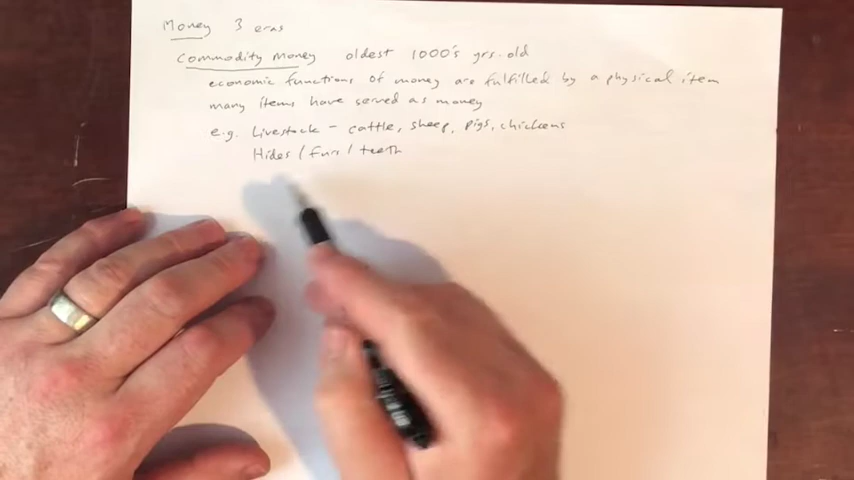 Money 3 eras
Commodity Money oldest 1000's yrs. old
economic functions of money are fulfilled by a physical item
many items have served as money
e.g. Livestock - cattle, sheep, pigs, chickens
Hides / furs / teeth